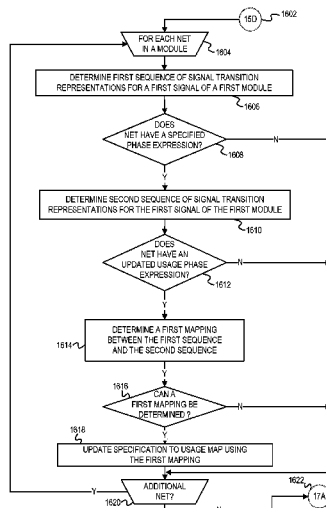 15D
1602
FOR EACH NET
IN A MODULE
1604
DETERMINE FIRST SEQUENCE OF SIGNAL TRANSITION
REPRESENTATIONS FOR A FIRST SIGNAL OF A FIRST MODULE
1606
DOES
NET HAVE A SPECIFIED
PHASE EXPRESSION?
N
1608
Y
DETERMINE SECOND SEQUENCE OF SIGNAL TRANSITION
REPRESENTATIONS FOR THE FIRST SIGNAL OF THE FIRST MODULE
1610
Y
DOES
NET HAVE AN
UPDATED USAGE PHASE
EXPRESSION?
N
1612
Y
DETERMINE A FIRST MAPPING
BETWEEN THE FIRST SEQUENCE
AND THE SECOND SEQUENCE
1614
Y
1616
CAN A
FIRST MAPPING BE
DETERMINED ?
N
1618
Y
UPDATE SPECIFICATION TO USAGE MAP USING
THE FIRST MAPPING
Y
ADDITIONAL
NET?
1620
1622
17A